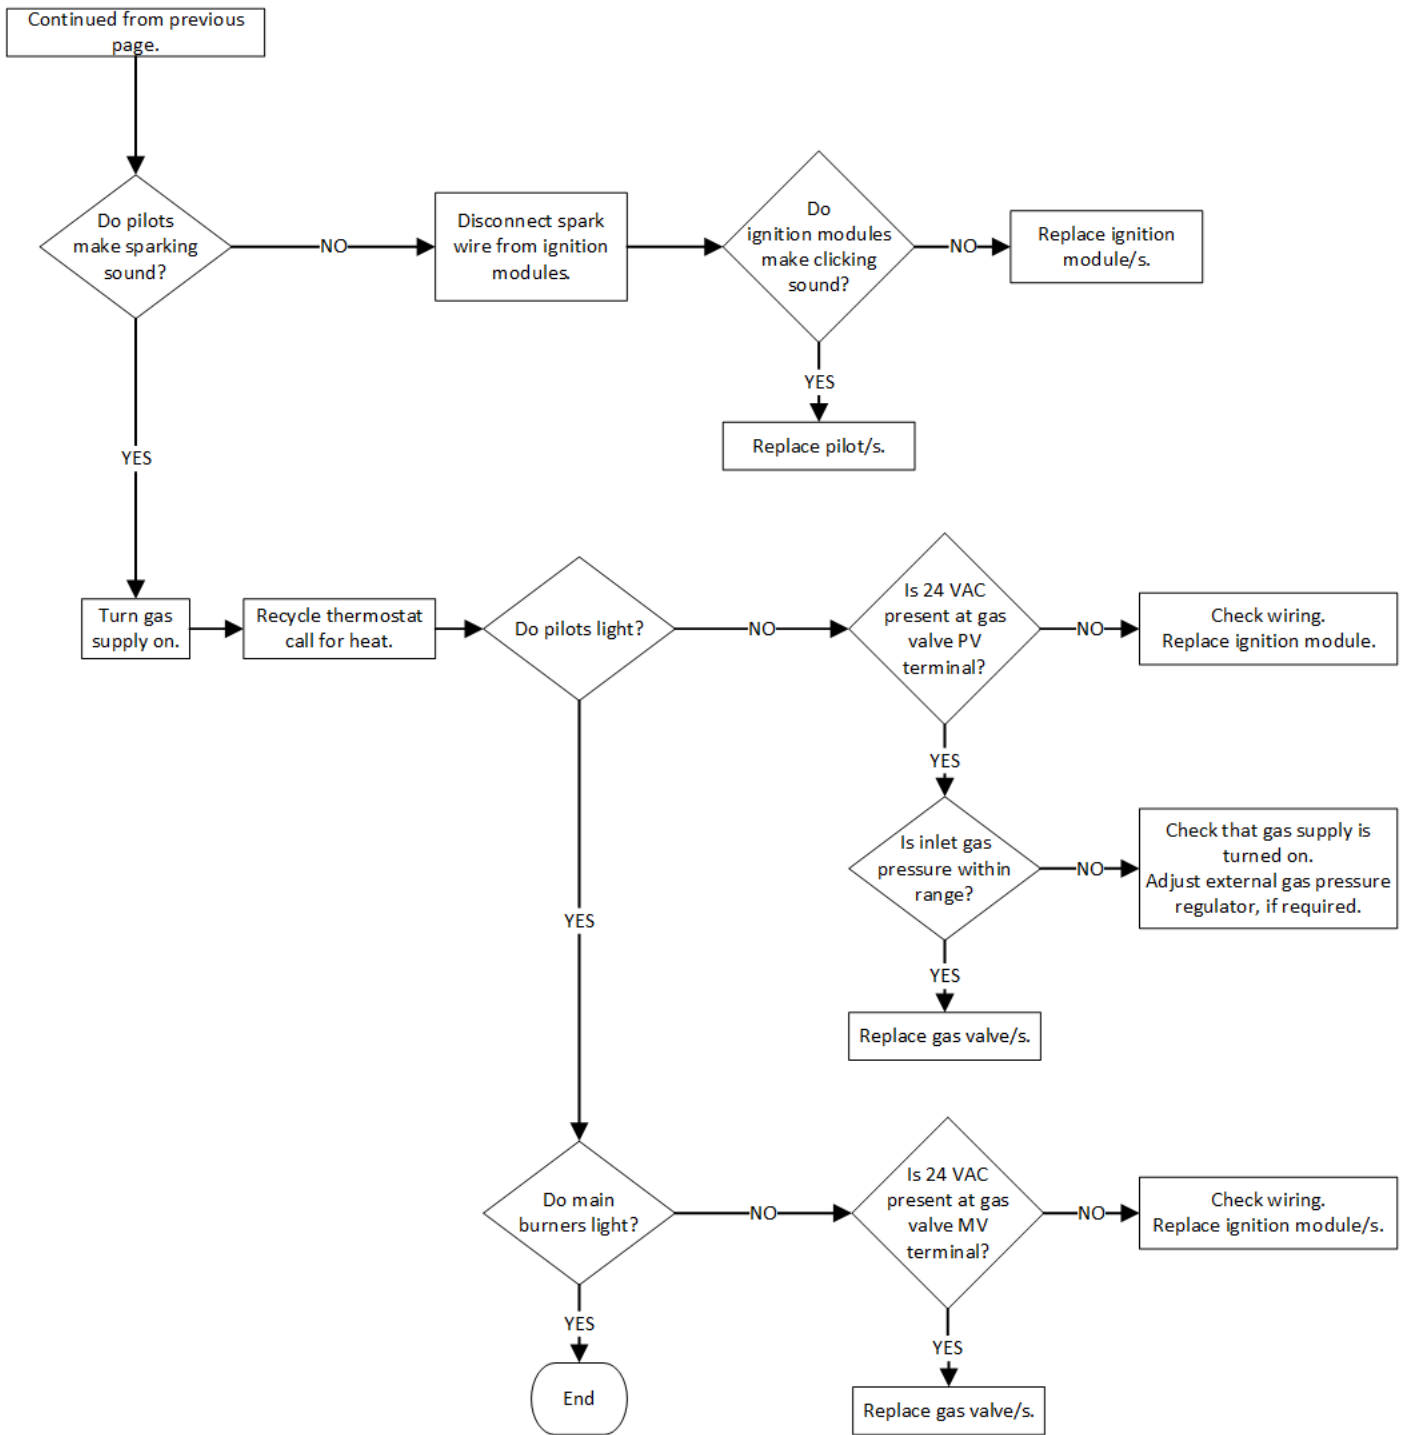 Continued from previous
page.
Do pilots
make sparking
sound?
NO
Disconnect spark
wire from ignition
modules.
Do
ignition modules
make clicking
sound?
NO
Replace ignition
module/s.
YES
Replace pilot/s.
YES
Turn gas
supply on.
Recycle thermostat
call for heat.
Do pilots light?
NO
Is 24 VAC
present at gas
valve PV
terminal?
NO
Check wiring.
Replace ignition module.
YES
Is inlet gas
pressure within
range?
NO
Check that gas supply is
turned on.
Adjust external gas pressure
regulator, if required.
YES
Replace gas valve/s.
YES
Do main
burners light?
NO
Is 24 VAC
present at gas
valve MV
terminal?
NO
Check wiring.
Replace ignition module/s.
YES
Replace gas valve/s.
YES
End